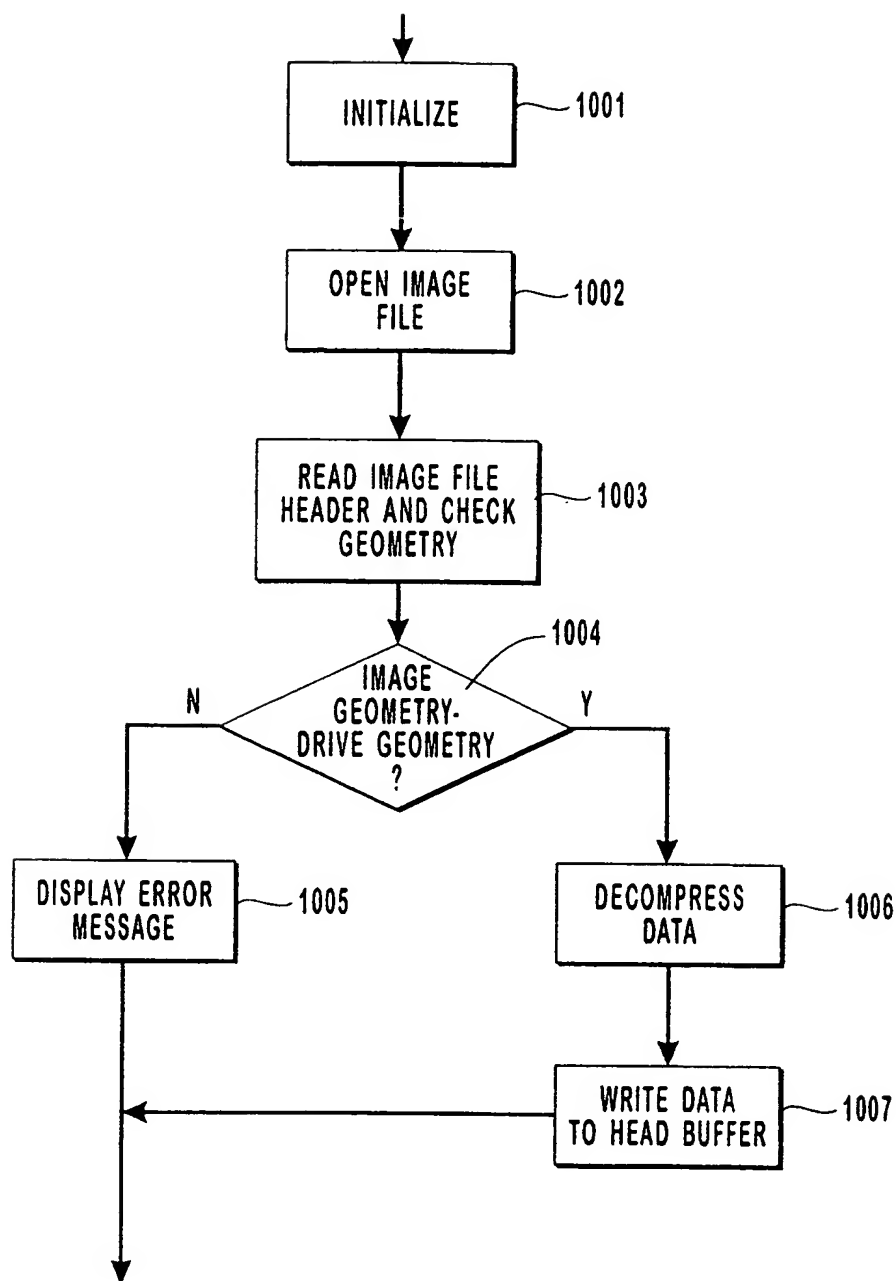 INITIALIZE
1001
OPEN IMAGE
FILE
1002
READ IMAGE FILE
HEADER AND CHECK
GEOMETRY
1003
1004
IMAGE
GEOMETRY-
DRIVE GEOMETRY
?
N
Y
DISPLAY ERROR
MESSAGE
1005
DECOMPRESS
DATA
1006
WRITE DATA
TO HEAD BUFFER
1007